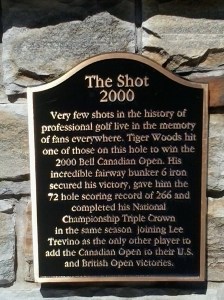 The Shot
2000
Very few shots in the history of
professional golf live in the memory
of fans everywhere. Tiger Woods hit
one of those on this hole to win the
2000 Bell Canadian Open. His
incredible fairway bunker 6 iron
secured his victory, gave him the
72 hole scoring record of 266 and
completed his National
Championship Triple Crown
in the same season joining Lee
Trevino as the only other player to
add the Canadian Open to their U.S.
and British Open victories.